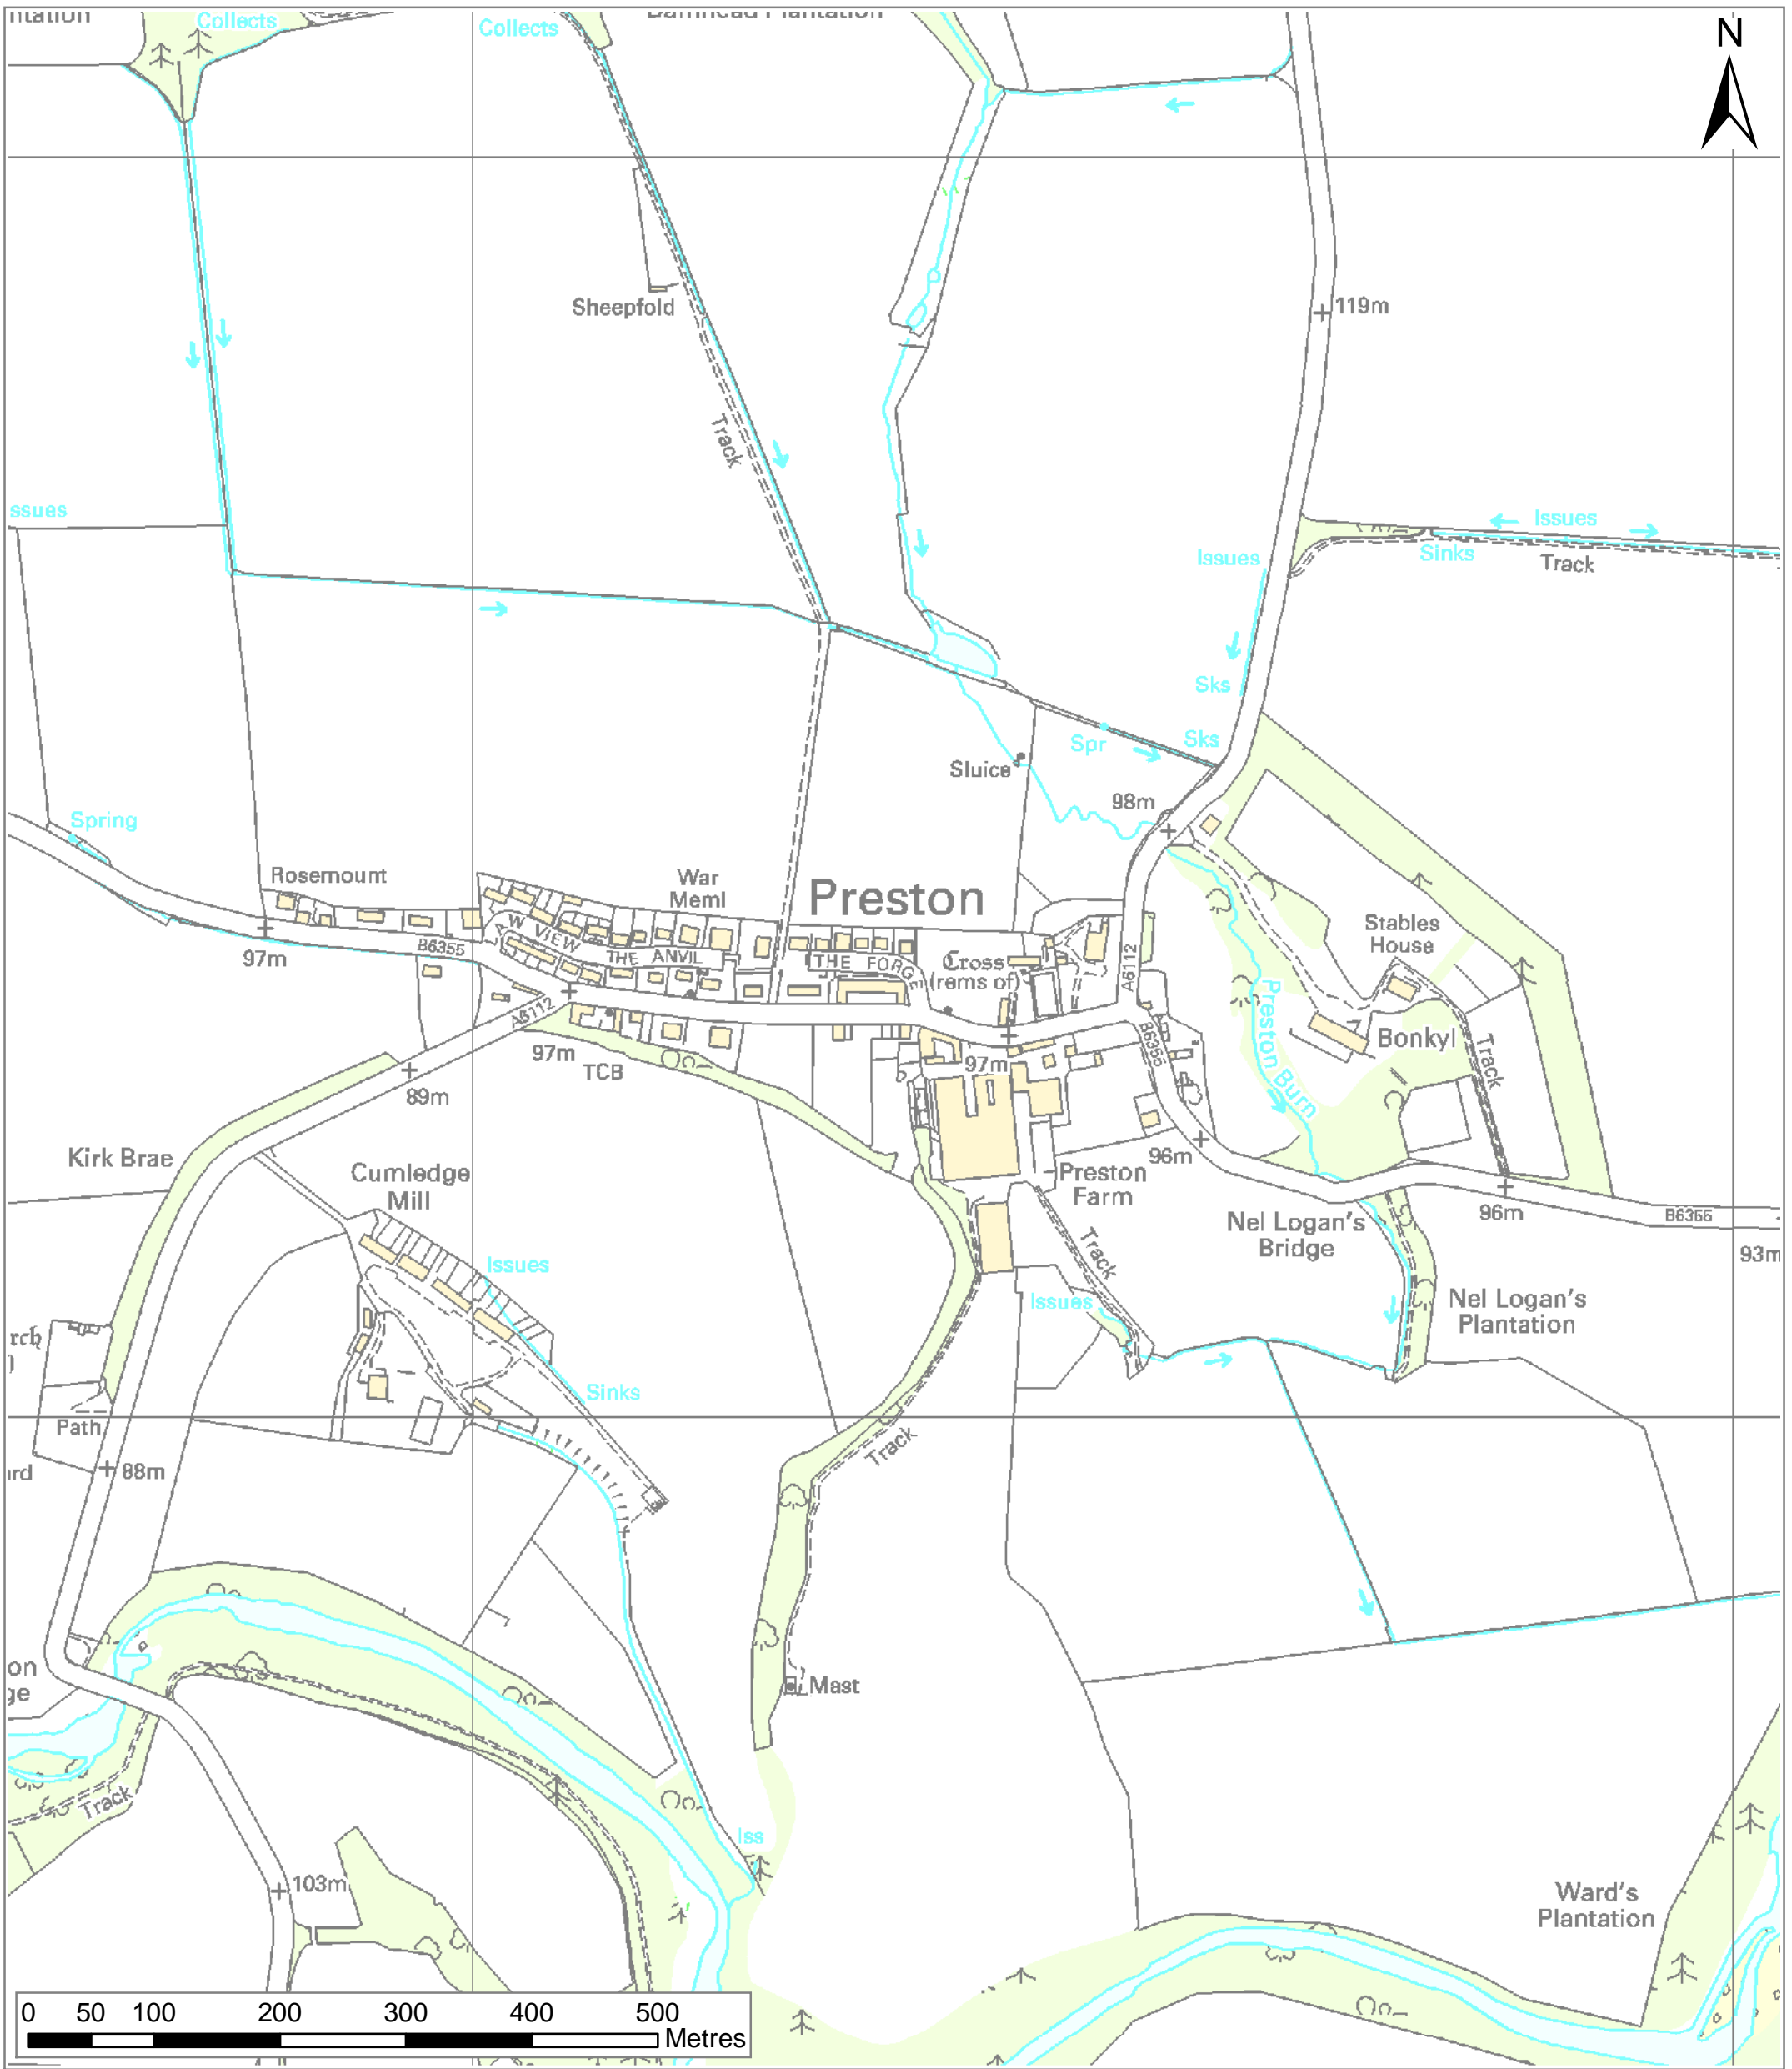 Collects
Collects
N
119m
Sheepfold
Track
Issues
Issues
Sinks
Track
Sks
Spr
Sks
Sluice
98m
Spring
Rosemount
War
Meml
Preston
Stables
House
B6355
VIEW
THE ANVIL
THE FORGE
Cross
(rems of)
A6112
97m
A6112
97m
TCB
97m
B6355
Preston Burn
Bonkyl
Track
89m
Kirk Brae
Cumledge
Mill
Preston
Farm
96m
Nel Logan's
Bridge
96m
B6355
93m
Issues
Track
Issues
Nel Logan's
Plantation
Sinks
Path
88m
Track
Mast
Track
Iss
103m
Ward's
Plantation
0 50 100 200 300 400 500
Metres